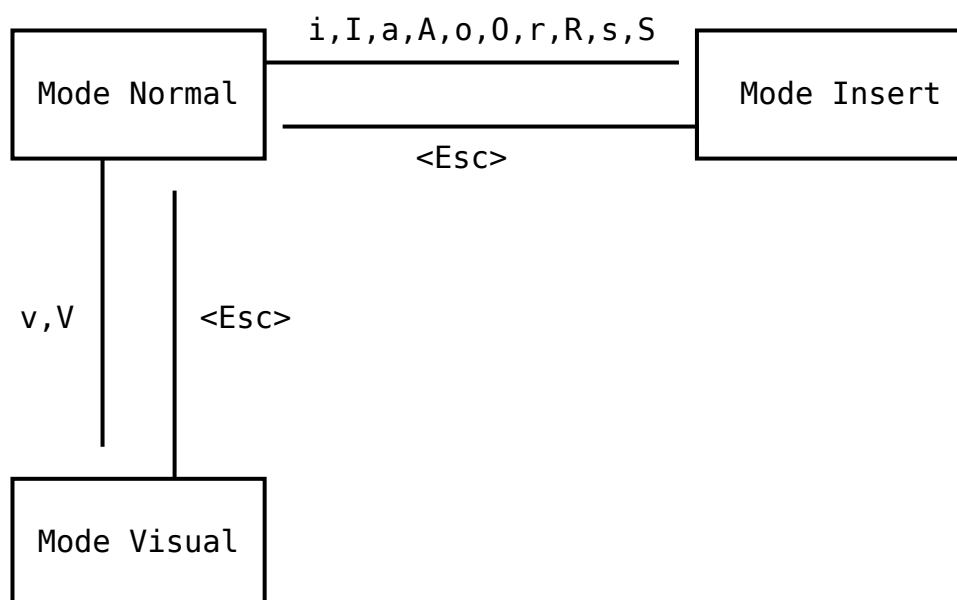 i,I,a,A,o,O,r,R,s,S
Mode Normal
Mode Insert
<Esc>
v,V
<Esc>
Mode Visual